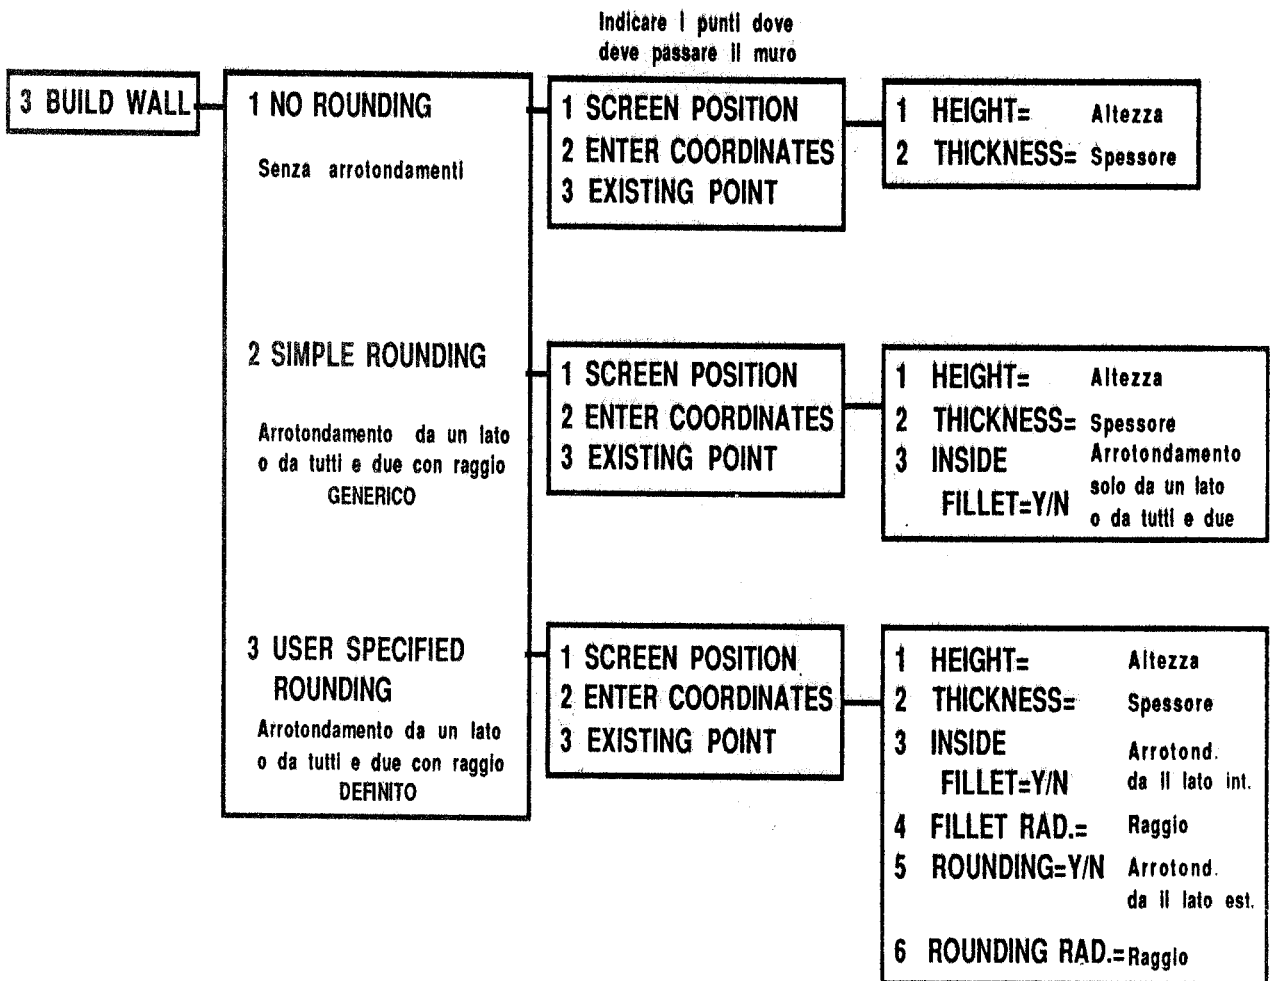 Indicare i punti dove
deve passare il muro
3 BUILD WALL
1 NO ROUNDING
Senza arrotondamenti
1 SCREEN POSITION
2 ENTER COORDINATES
3 EXISTING POINT
1 HEIGHT= Altezza
2 THICKNESS= Spessore
2 SIMPLE ROUNDING
Arrotondamento da un lato
o da tutti e due con raggio
GENERICO
1 SCREEN POSITION
2 ENTER COORDINATES
3 EXISTING POINT
1 HEIGHT= Altezza
2 THICKNESS= Spessore
3 INSIDE
FILLET=Y/N
Arrotondamento
solo da un lato
o da tutti e due
3 USER SPECIFIED
ROUNDING
Arrotondamento da un lato
o da tutti e due con raggio
DEFINITO
1 SCREEN POSITION
2 ENTER COORDINATES
3 EXISTING POINT
1 HEIGHT= Altezza
2 THICKNESS= Spessore
3 INSIDE
FILLET=Y/N
Arrotond.
da il lato int.
4 FILLET RAD.= Raggio
5 ROUNDING=Y/N Arrotond.
da il lato est.
6 ROUNDING RAD.= Raggio